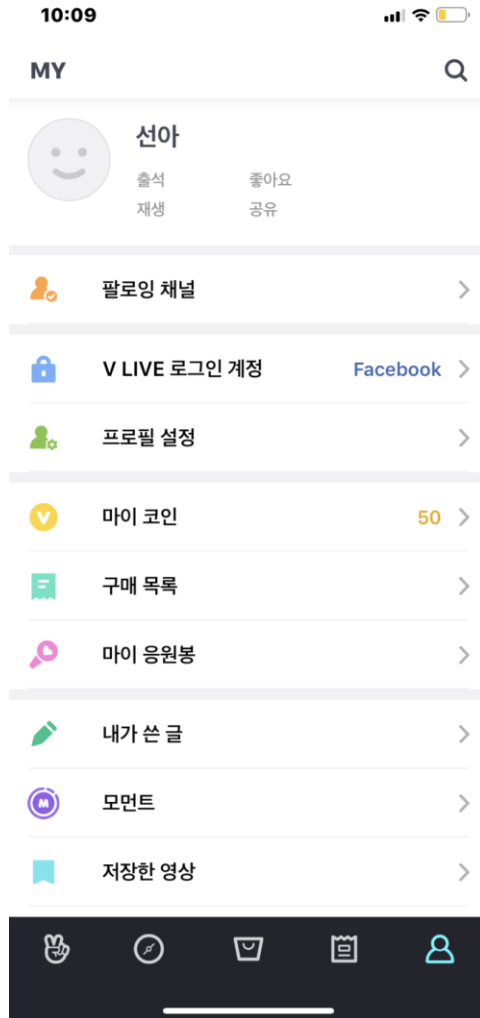 10:09
MY
선아
출석 좋아요
재생 공유
팔로잉 채널
V LIVE 로그인 계정 Facebook
프로필 설정
V 마이 코인 50
구매 목록
마이 응원봉
내가 쓴 글
M 모먼트
저장한 영상